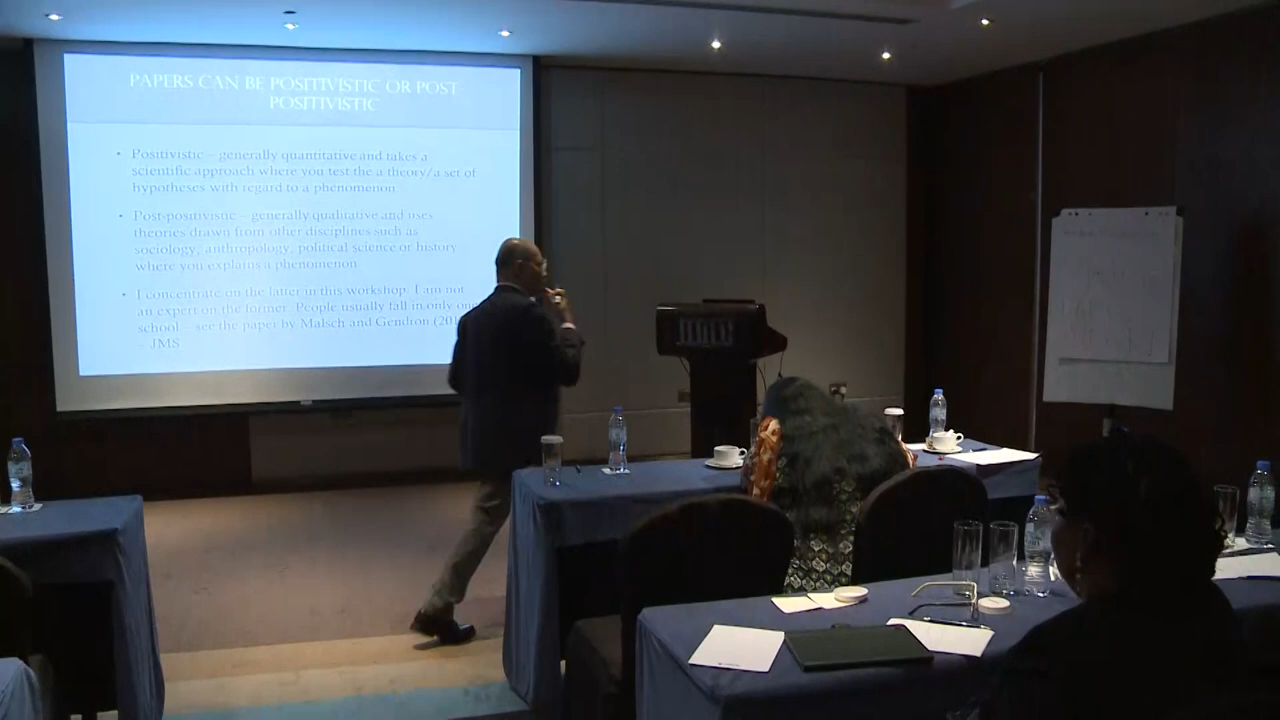 PAPERS CAN BE POSITIVISTIC OR POST-
POSITIVISTIC
• Positivistic – generally quantitative and takes a
scientific approach where you test the a theory/a set of
hypotheses with regard to a phenomenon
• Post-positivistic – generally qualitative and uses
theories drawn from other disciplines such as
sociology, anthropology, political science or history
where you explains a phenomenon.
• I concentrate on the latter in this workshop. I am not
an expert on the former. People usually fall in only one
school – see the paper by Malsch and Gendron (201
- JMS